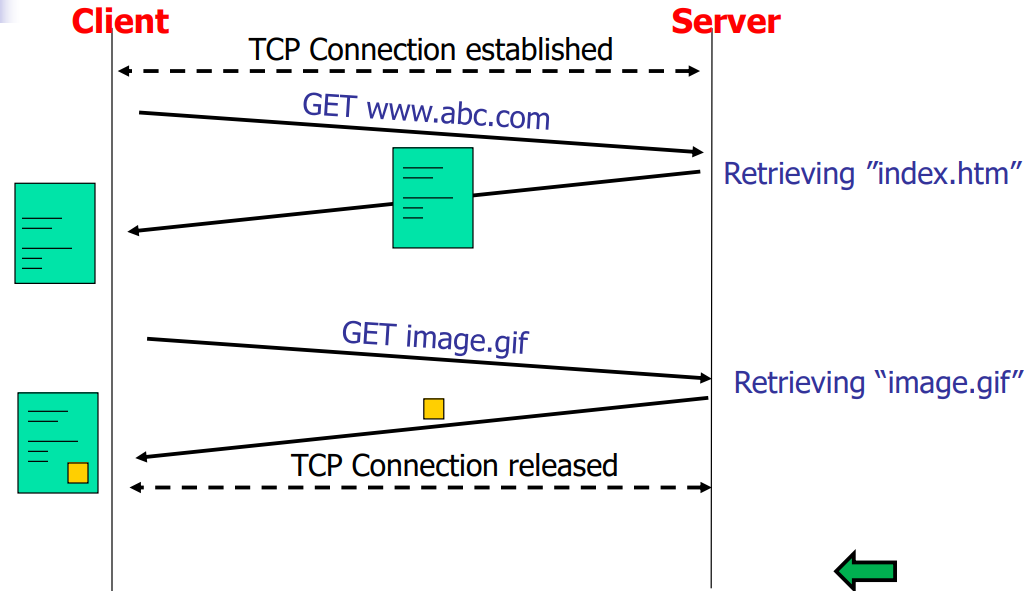 Client
Server
TCP Connection established
GET www.abc.com
Retrieving ”index.htm”
GET image.gif
Retrieving “image.gif”
TCP Connection released